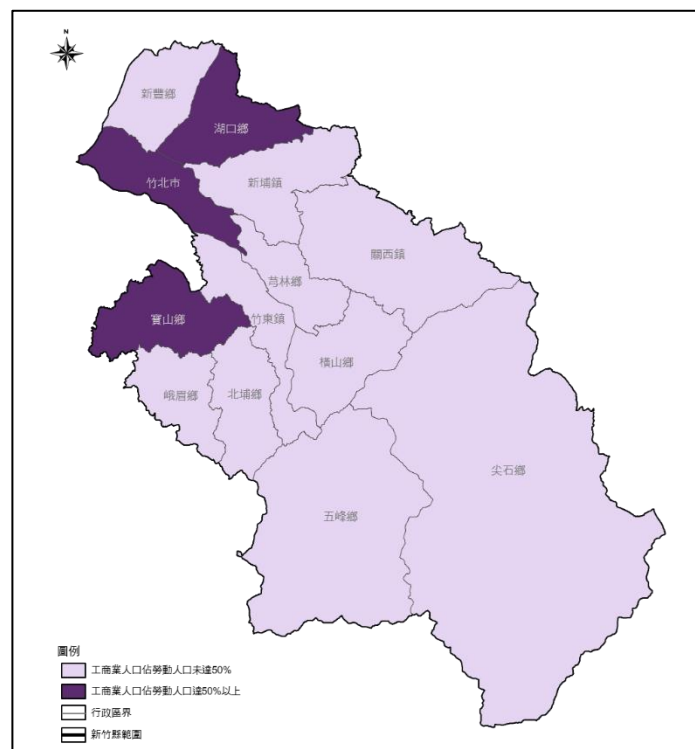 N
新豐鄉
湖口鄉
竹北市
新埔鎮
關西鎮
芎林鄉
寶山鄉
竹東鎮
橫山鄉
峨眉鄉
北埔鄉
尖石鄉
五峰鄉
圖例
工商業人口佔勞動人口未達50%
工商業人口佔勞動人口達50%以上
行政區界
新竹縣範圍